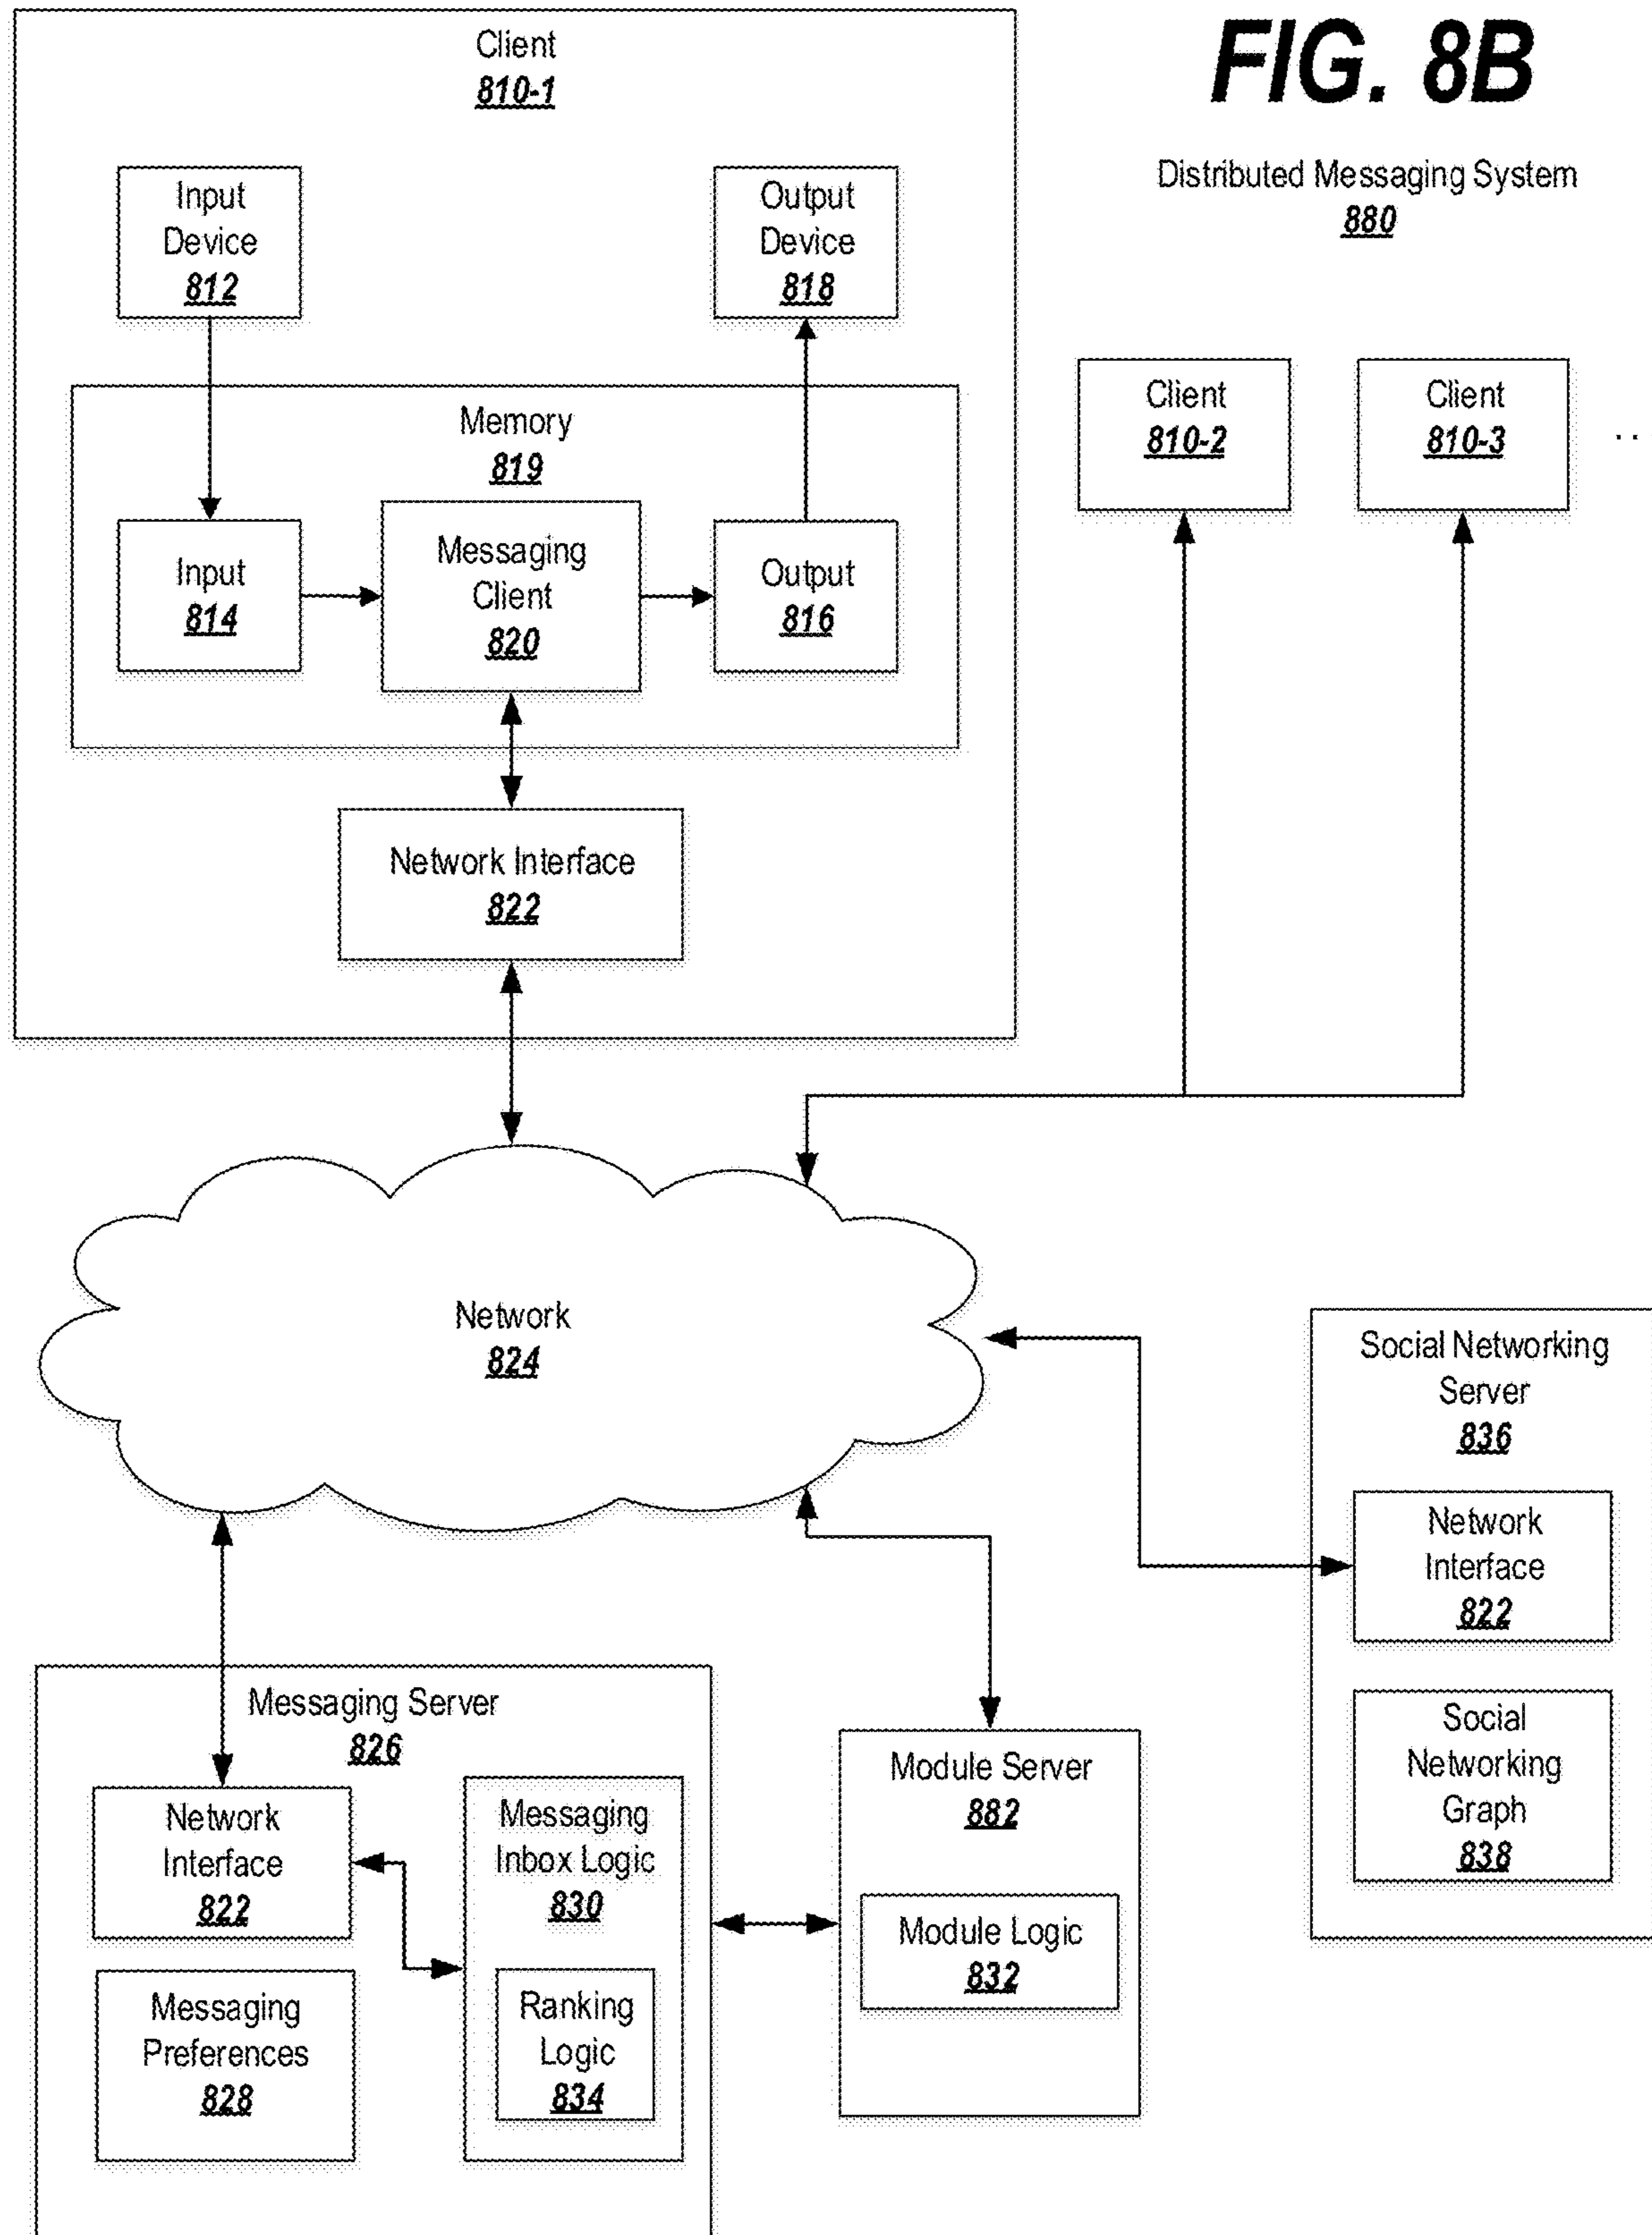 FIG. 8B
Distributed Messaging System
880
Client
810-1
Input
Device
812
Output
Device
818
Memory
819
Input
814
Messaging
Client
820
Output
816
Network Interface
822
Client
810-2
Client
810-3
..
Network
824
Social Networking
Server
836
Network
Interface
822
Social
Networking
Graph
838
Messaging Server
826
Network
Interface
822
Messaging
Preferences
828
Messaging
Inbox Logic
830
Ranking
Logic
834
Module Server
882
Module Logic
832